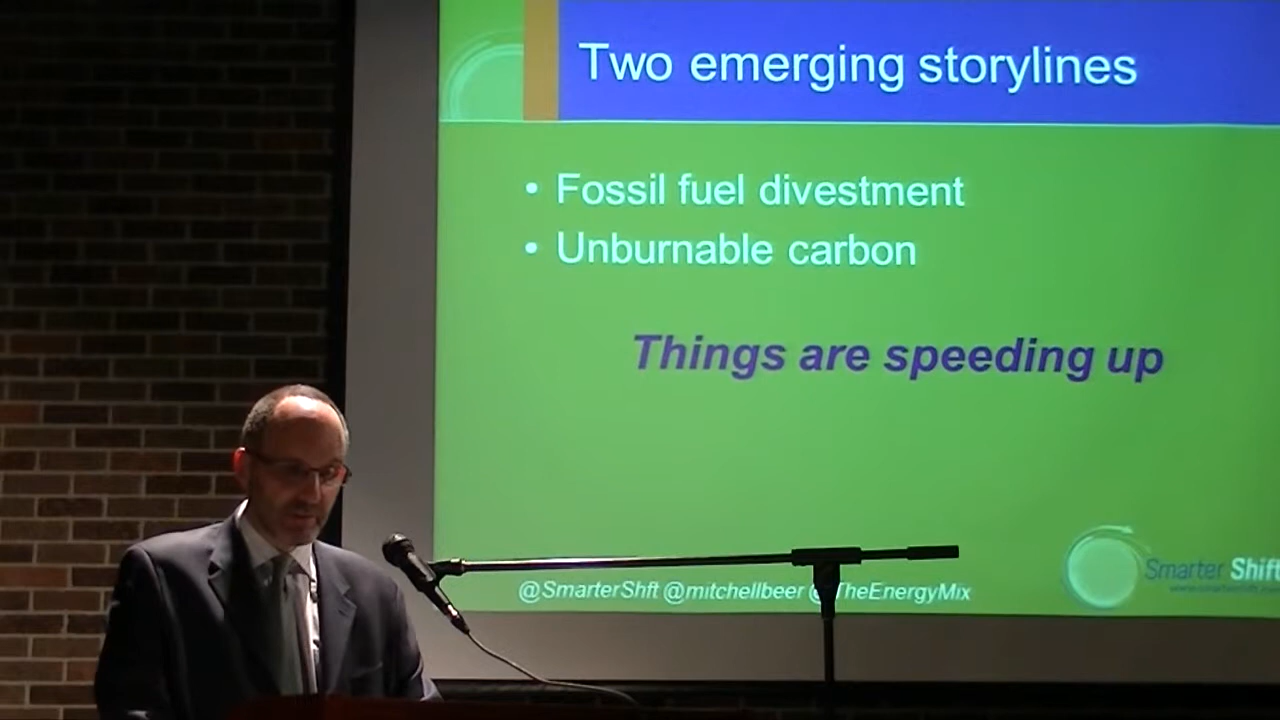 Two emerging storylines
• Fossil fuel divestment
• Unburnable carbon
Things are speeding up
@SmarterShft @mitchellbeer @TheEnergyMix
Smarter Shift